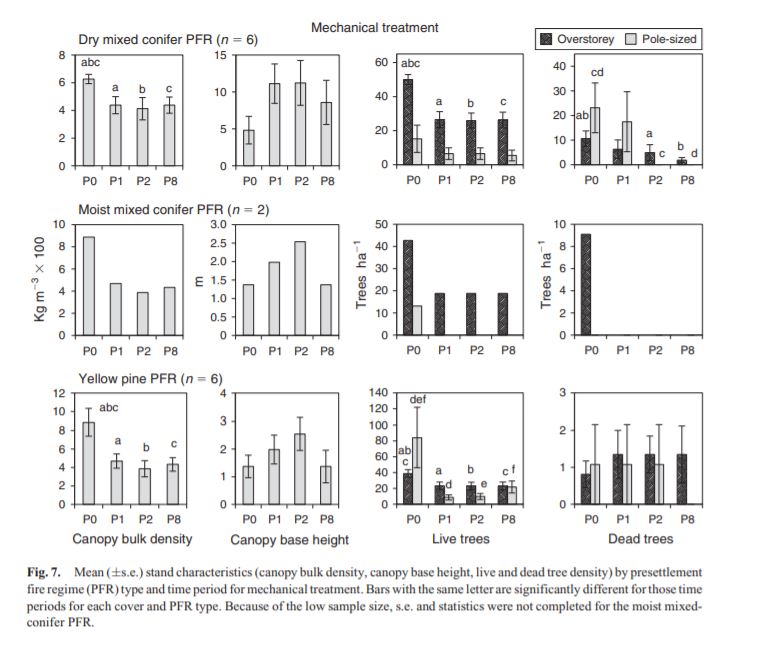 Mechanical treatment
Overstorey Pole-sized
Dry mixed conifer PFR (n = 6)
8
6
4
2
0
abc
a
b
c
P0 P1 P2 P8
15
10
5
0
P0 P1 P2 P8
60
40
20
0
abc
a
b
c
P0 P1 P2 P8
40
30
20
10
0
ab
cd
a
c
b
d
P0 P1 P2 P8
Moist mixed conifer PFR (n = 2)
Kg m−3 × 100
10
8
6
4
2
0
P0 P1 P2 P8
m
3.0
2.5
2.0
1.5
1.0
0.5
0
P0 P1 P2 P8
Trees ha−1
50
40
30
20
10
0
P0 P1 P2 P8
Trees ha−1
10
8
6
4
2
0
P0 P1 P2 P8
Yellow pine PFR (n = 6)
12
10
8
6
4
2
0
abc
a
b
c
P0 P1 P2 P8
Canopy bulk density
4
3
2
1
0
P0 P1 P2 P8
Canopy base height
140
120
100
80
60
40
20
0
ab
c
def
a
d
b
e
c f
P0 P1 P2 P8
Live trees
3
2
1
0
P0 P1 P2 P8
Dead trees
Fig. 7. Mean (±s.e.) stand characteristics (canopy bulk density, canopy base height, live and dead tree density) by presettlement
fire regime (PFR) type and time period for mechanical treatment. Bars with the same letter are significantly different for those time
periods for each cover and PFR type. Because of the low sample size, s.e. and statistics were not completed for the moist mixed-
conifer PFR.